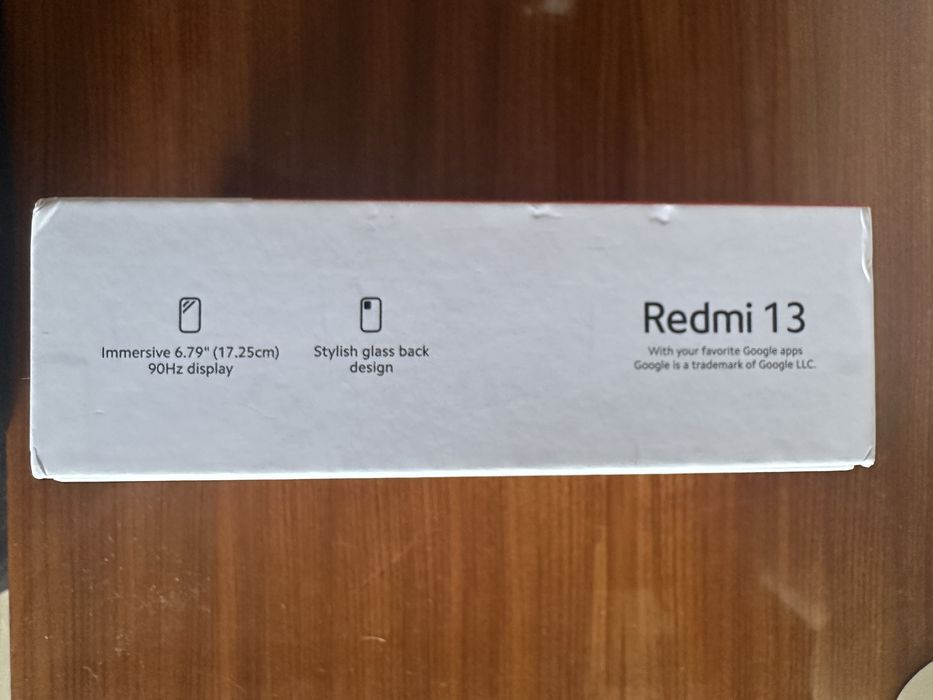 Immersive 6.79" (17.25cm)
90Hz display
Stylish glass back
design
Redmi 13
With your favorite Google apps
Google is a trademark of Google LLC.